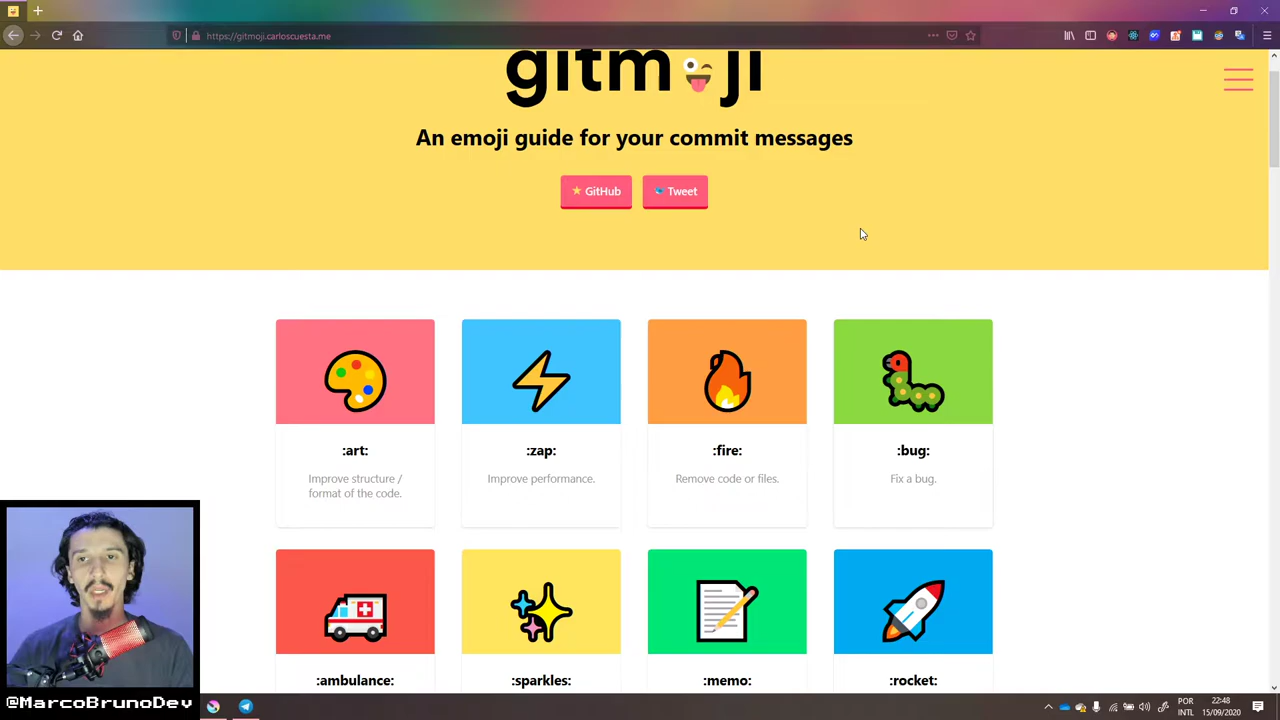 https://gitmoji.carloscuesta.me
gitmoji
An emoji guide for your commit messages
GitHub
Tweet
:art:
Improve structure /
format of the code.
:zap:
Improve performance.
:fire:
Remove code or files.
:bug:
Fix a bug.
:ambulance:
:sparkles:
:memo:
:rocket:
@MarcoBrunoDev
POR
INTL
22:48
15/09/2020